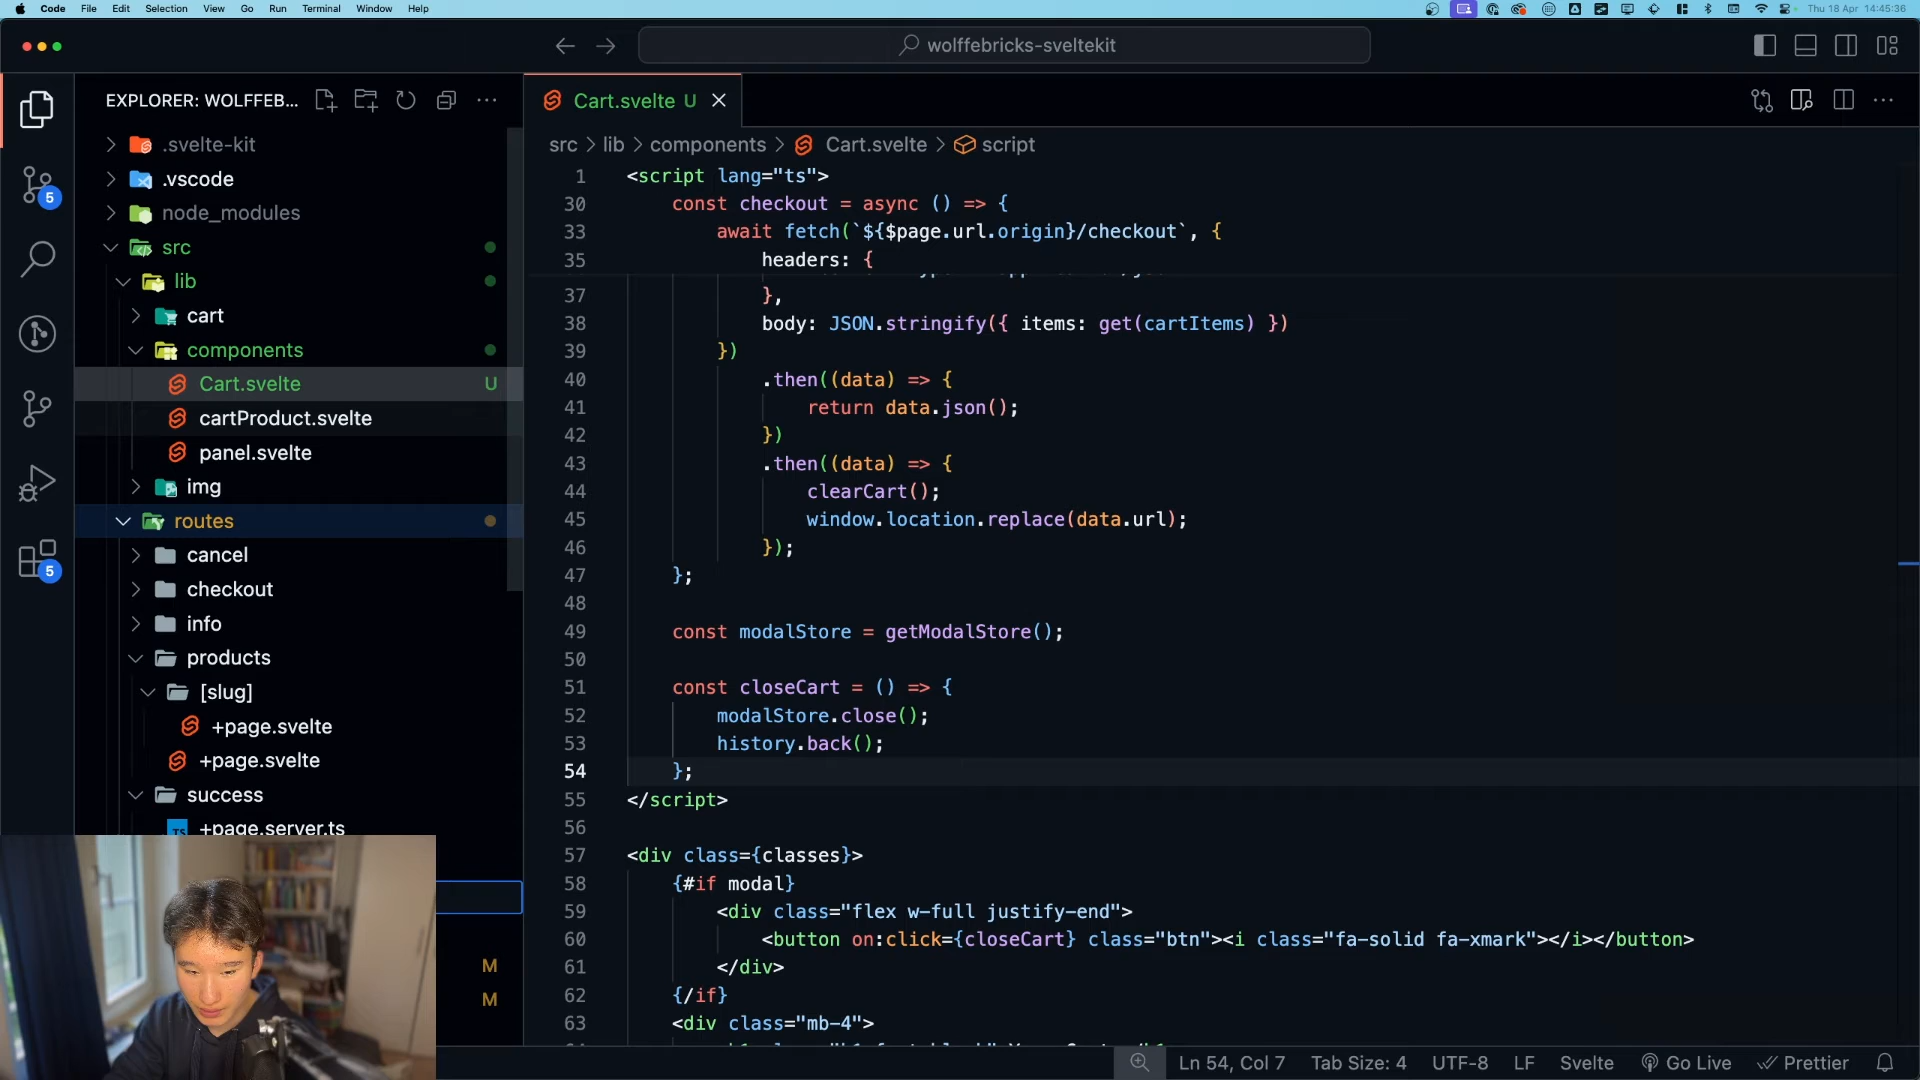 Code File Edit Selection View Go Run Terminal Window Help Thu 18 Apr 14:45:36
wolffebricks-sveltekit
EXPLORER: WOLFFEB...
.svelte-kit
.vscode
node_modules
src
lib
cart
components
Cart.svelte U
cartProduct.svelte
panel.svelte
img
routes
cancel
checkout
info
products
[slug]
+page.svelte
+page.svelte
success
TS +page.server.ts
M
M
5
5
Cart.svelte U
src > lib > components > Cart.svelte > script
1 <script lang="ts">
30 const checkout = async () => {
33 await fetch(`${$page.url.origin}/checkout`, {
35 headers: {
37 },
38 body: JSON.stringify({ items: get(cartItems) })
39 })
40 .then((data) => {
41 return data.json();
42 })
43 .then((data) => {
44 clearCart();
45 window.location.replace(data.url);
46 });
47 };
48
49 const modalStore = getModalStore();
50
51 const closeCart = () => {
52 modalStore.close();
53 history.back();
54 };
55 </script>
56
57 <div class={classes}>
58 {#if modal}
59 <div class="flex w-full justify-end">
60 <button on:click={closeCart} class="btn"><i class="fa-solid fa-xmark"></i></button>
61 </div>
62 {/if}
63 <div class="mb-4">
Ln 54, Col 7 Tab Size: 4 UTF-8 LF Svelte Go Live Prettier